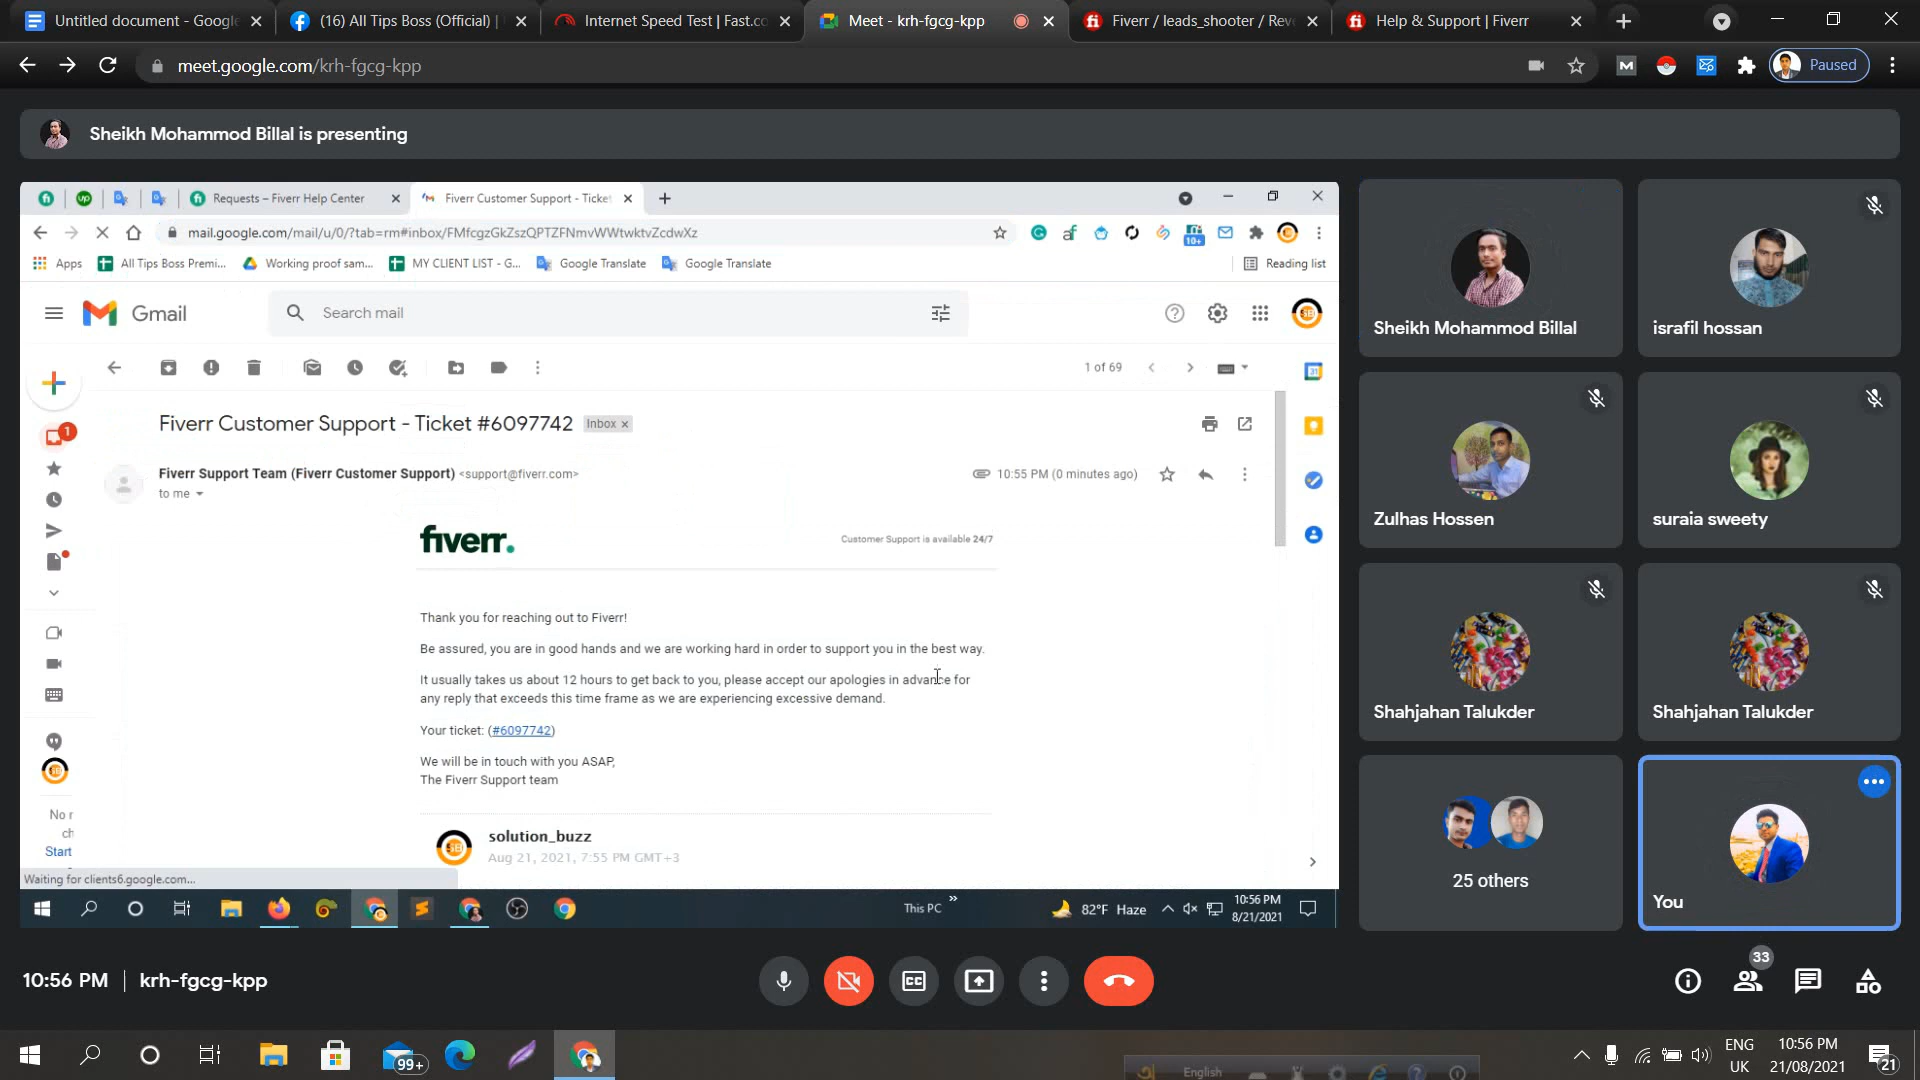 Untitled document - Google
(16) All Tips Boss (Official) |
Internet Speed Test | Fast.co
Meet - krh-fgcg-kpp
Fiverr / leads_shooter / Reve
Help & Support | Fiverr
meet.google.com/krh-fgcg-kpp
Paused
Sheikh Mohammod Billal is presenting
Requests – Fiverr Help Center
Fiverr Customer Support - Ticket
mail.google.com/mail/u/0/?tab=rm#inbox/FMfcgzGkZszQPTZFNmvWWtwktvZcdwXz
10+
Apps
All Tips Boss Premi...
Working proof sam...
MY CLIENT LIST - G...
Google Translate
Google Translate
Reading list
Gmail
Search mail
1 of 69
1
Fiverr Customer Support - Ticket #6097742
Inbox x
Fiverr Support Team (Fiverr Customer Support) <support@fiverr.com>
10:55 PM (0 minutes ago)
to me
fiverr.
Customer Support is available 24/7
Thank you for reaching out to Fiverr!
Be assured, you are in good hands and we are working hard in order to support you in the best way.
It usually takes us about 12 hours to get back to you, please accept our apologies in advance for
any reply that exceeds this time frame as we are experiencing excessive demand.
Your ticket: (#6097742)
We will be in touch with you ASAP,
The Fiverr Support team
solution_buzz
Aug 21, 2021, 7:55 PM GMT+3
No r
ch
Start
Waiting for clients6.google.com...
This PC
82°F Haze
10:56 PM
8/21/2021
Sheikh Mohammod Billal
israfil hossan
Zulhas Hossen
suraia sweety
Shahjahan Talukder
Shahjahan Talukder
25 others
You
10:56 PM | krh-fgcg-kpp
33
99+
English
ENG
UK
10:56 PM
21/08/2021
21